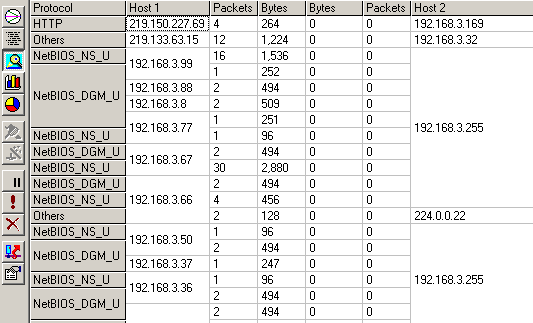 Protocol Host 1 Packets Bytes Bytes Packets Host 2
HTTP 219.150.227.69 4 264 0 0 192.168.3.169
Others 219.133.63.15 12 1,224 0 0 192.168.3.32
NetBIOS_NS_U 192.168.3.99 16 1,536 0 0 192.168.3.255
NetBIOS_DGM_U 1 252 0 0
192.168.3.88 2 494 0 0
192.168.3.8 2 509 0 0
192.168.3.77 1 251 0 0
NetBIOS_NS_U 1 96 0 0
NetBIOS_DGM_U 192.168.3.67 2 494 0 0
NetBIOS_NS_U 30 2,880 0 0
NetBIOS_DGM_U 192.168.3.66 2 494 0 0
NetBIOS_NS_U 4 456 0 0
Others 2 128 0 0 224.0.0.22
NetBIOS_NS_U 192.168.3.50 1 96 0 0 192.168.3.255
NetBIOS_DGM_U 2 494 0 0
192.168.3.37 1 247 0 0
NetBIOS_NS_U 192.168.3.36 1 96 0 0
NetBIOS_DGM_U 2 494 0 0
2 494 0 0